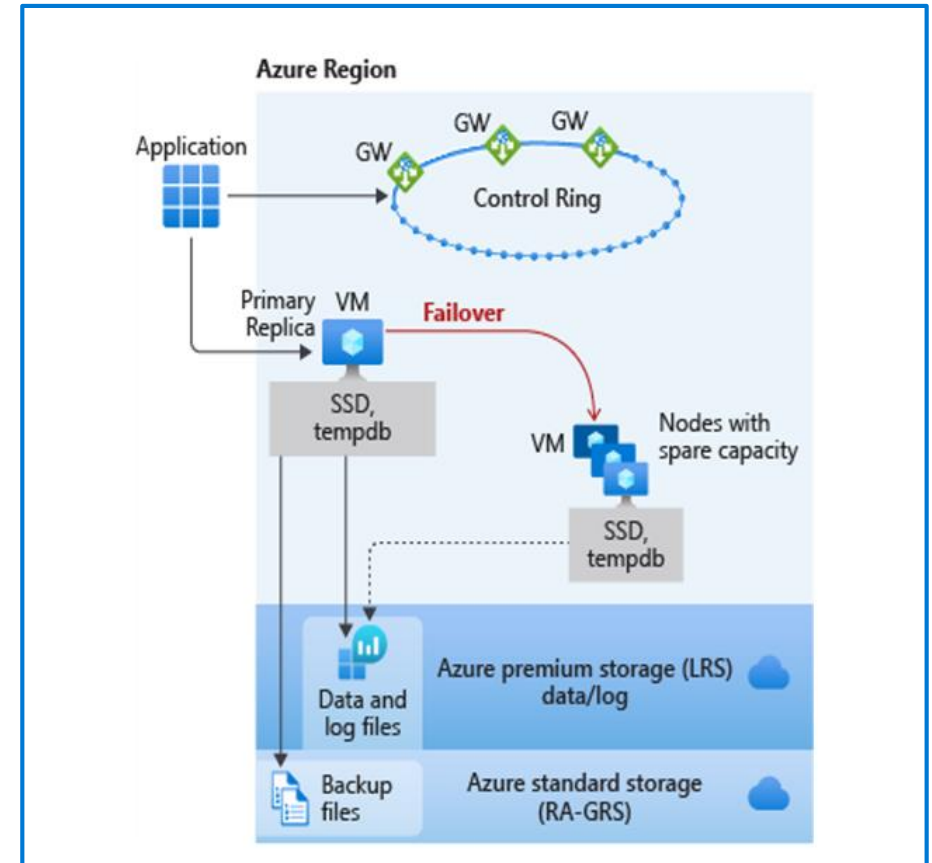 Azure Region
GW
GW
GW
Application
Control Ring
Primary
Replica
VM
Failover
SSD,
tempdb
VM
Nodes with
spare capacity
SSD,
tempdb
Data and
log files
Azure premium storage (LRS)
data/log
Backup
files
Azure standard storage
(RA-GRS)